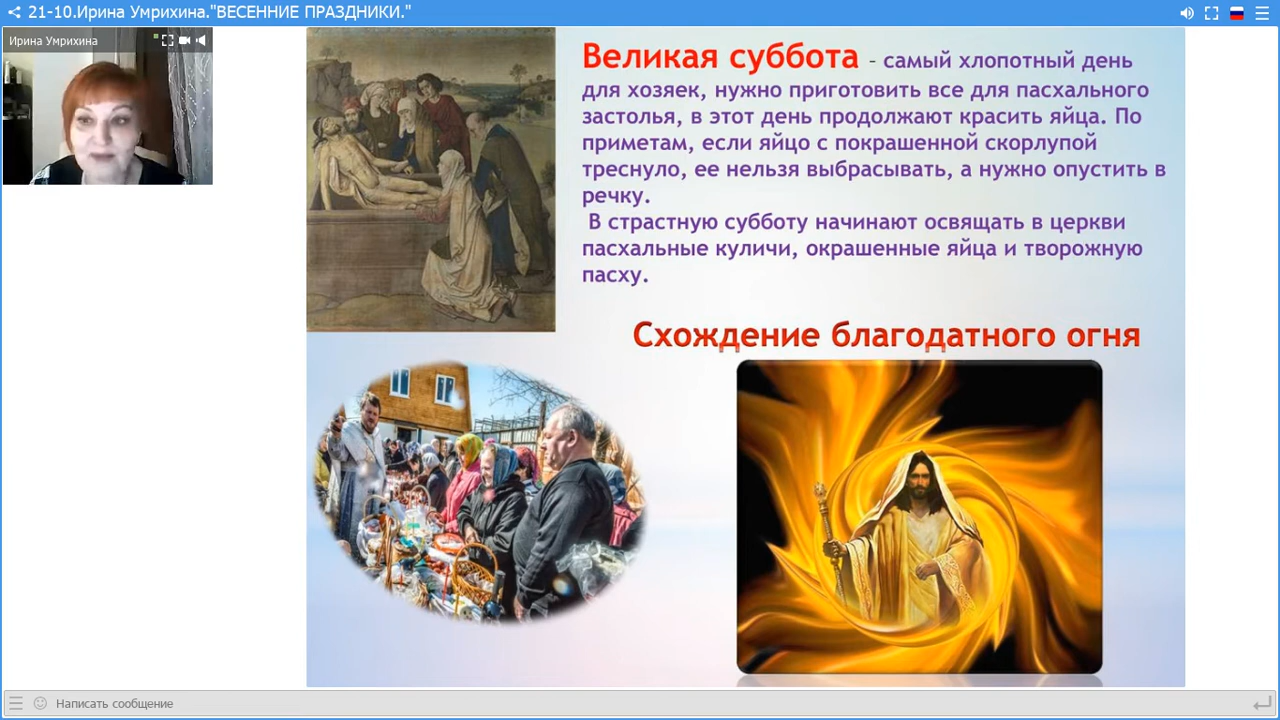 21-10.Ирина Умрихина."ВЕСЕННИЕ ПРАЗДНИКИ."
Ирина Умрихина
Великая суббота - самый хлопотный день
для хозяек, нужно приготовить все для пасхального
застолья, в этот день продолжают красить яйца. По
приметам, если яйцо с покрашенной скорлупой
треснуло, ее нельзя выбрасывать, а нужно опустить в
речку.
В страстную субботу начинают освящать в церкви
пасхальные куличи, окрашенные яйца и творожную
пасху.
Схождение благодатного огня
Написать сообщение